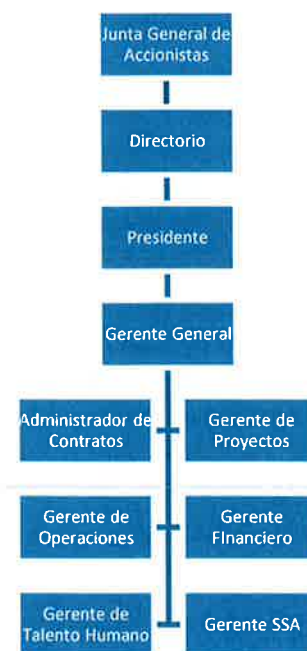 Junta General de
Accionistas
Directorio
Presidente
Gerente General
Administrador de
Contratos
Gerente de
Proyectos
Gerente de
Operaciones
Gerente
FInanciero
Gerente de
Talento Humano
Gerente SSA